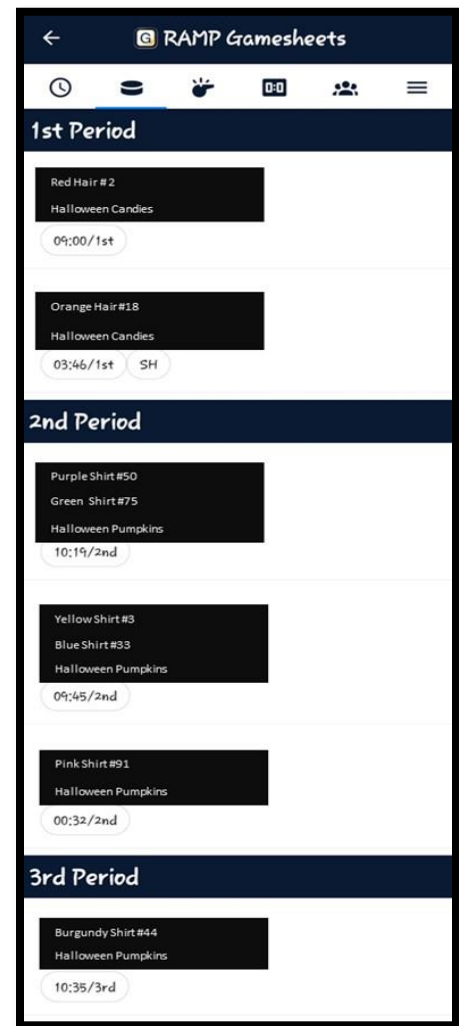 RAMP Gamesheets
1st Period
Red Hair #2
Halloween Candies
09:00/1st
Orange Hair #18
Halloween Candies
03:46/1st SH
2nd Period
Purple Shirt #50
Green Shirt #75
Halloween Pumpkins
10:19/2nd
Yellow Shirt #3
Blue Shirt #33
Halloween Pumpkins
09:45/2nd
Pink Shirt #91
Halloween Pumpkins
00:32/2nd
3rd Period
Burgundy Shirt #44
Halloween Pumpkins
10:35/3rd